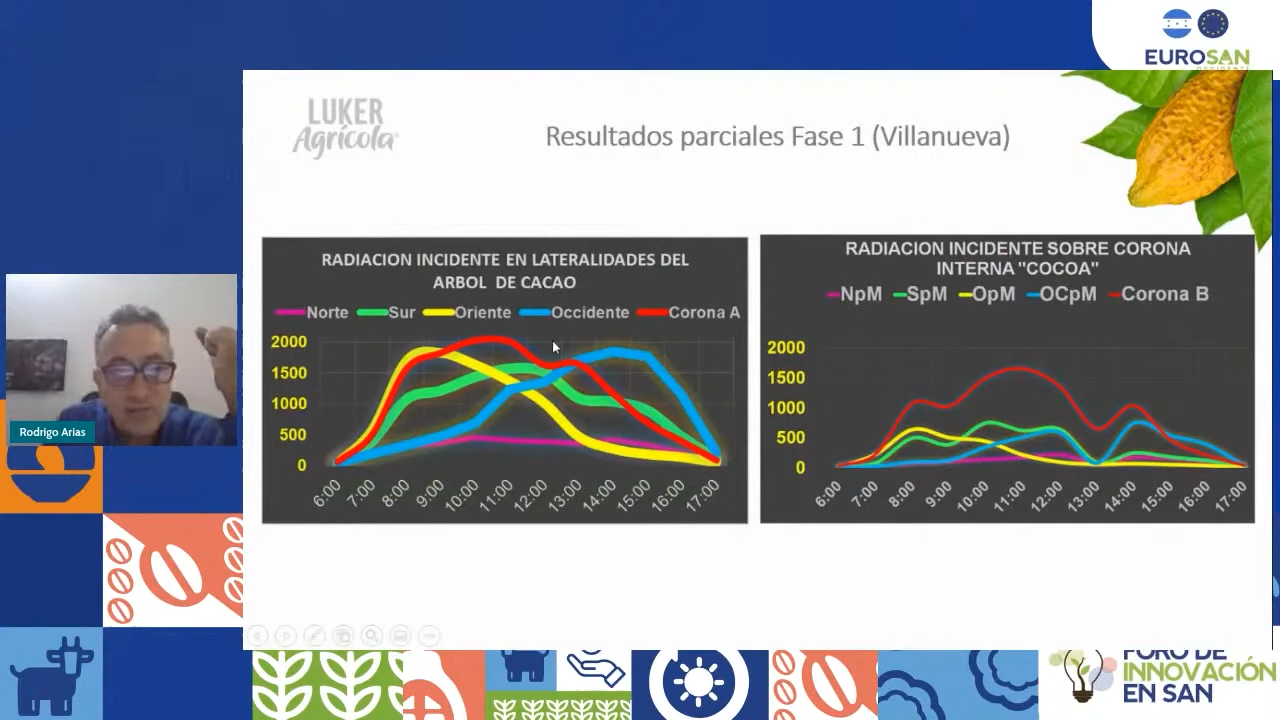 EUROSAN
LUKER
Agrícola
Resultados parciales Fase 1 (Villanueva)
RADIACION INCIDENTE EN LATERALIDADES DEL
ARBOL DE CACAO
Norte Sur Oriente Occidente Corona A
2000
1500
1000
500
0
6:00 7:00 8:00 9:00 10:00 11:00 12:00 13:00 14:00 15:00 16:00 17:00
RADIACION INCIDENTE SOBRE CORONA
INTERNA "COCOA"
NpM SpM OpM OCpM Corona B
2000
1500
1000
500
0
6:00 7:00 8:00 9:00 10:00 11:00 12:00 13:00 14:00 15:00 16:00 17:00
Rodrigo Arias
FORO DE
INNOVACIÓN
EN SAN